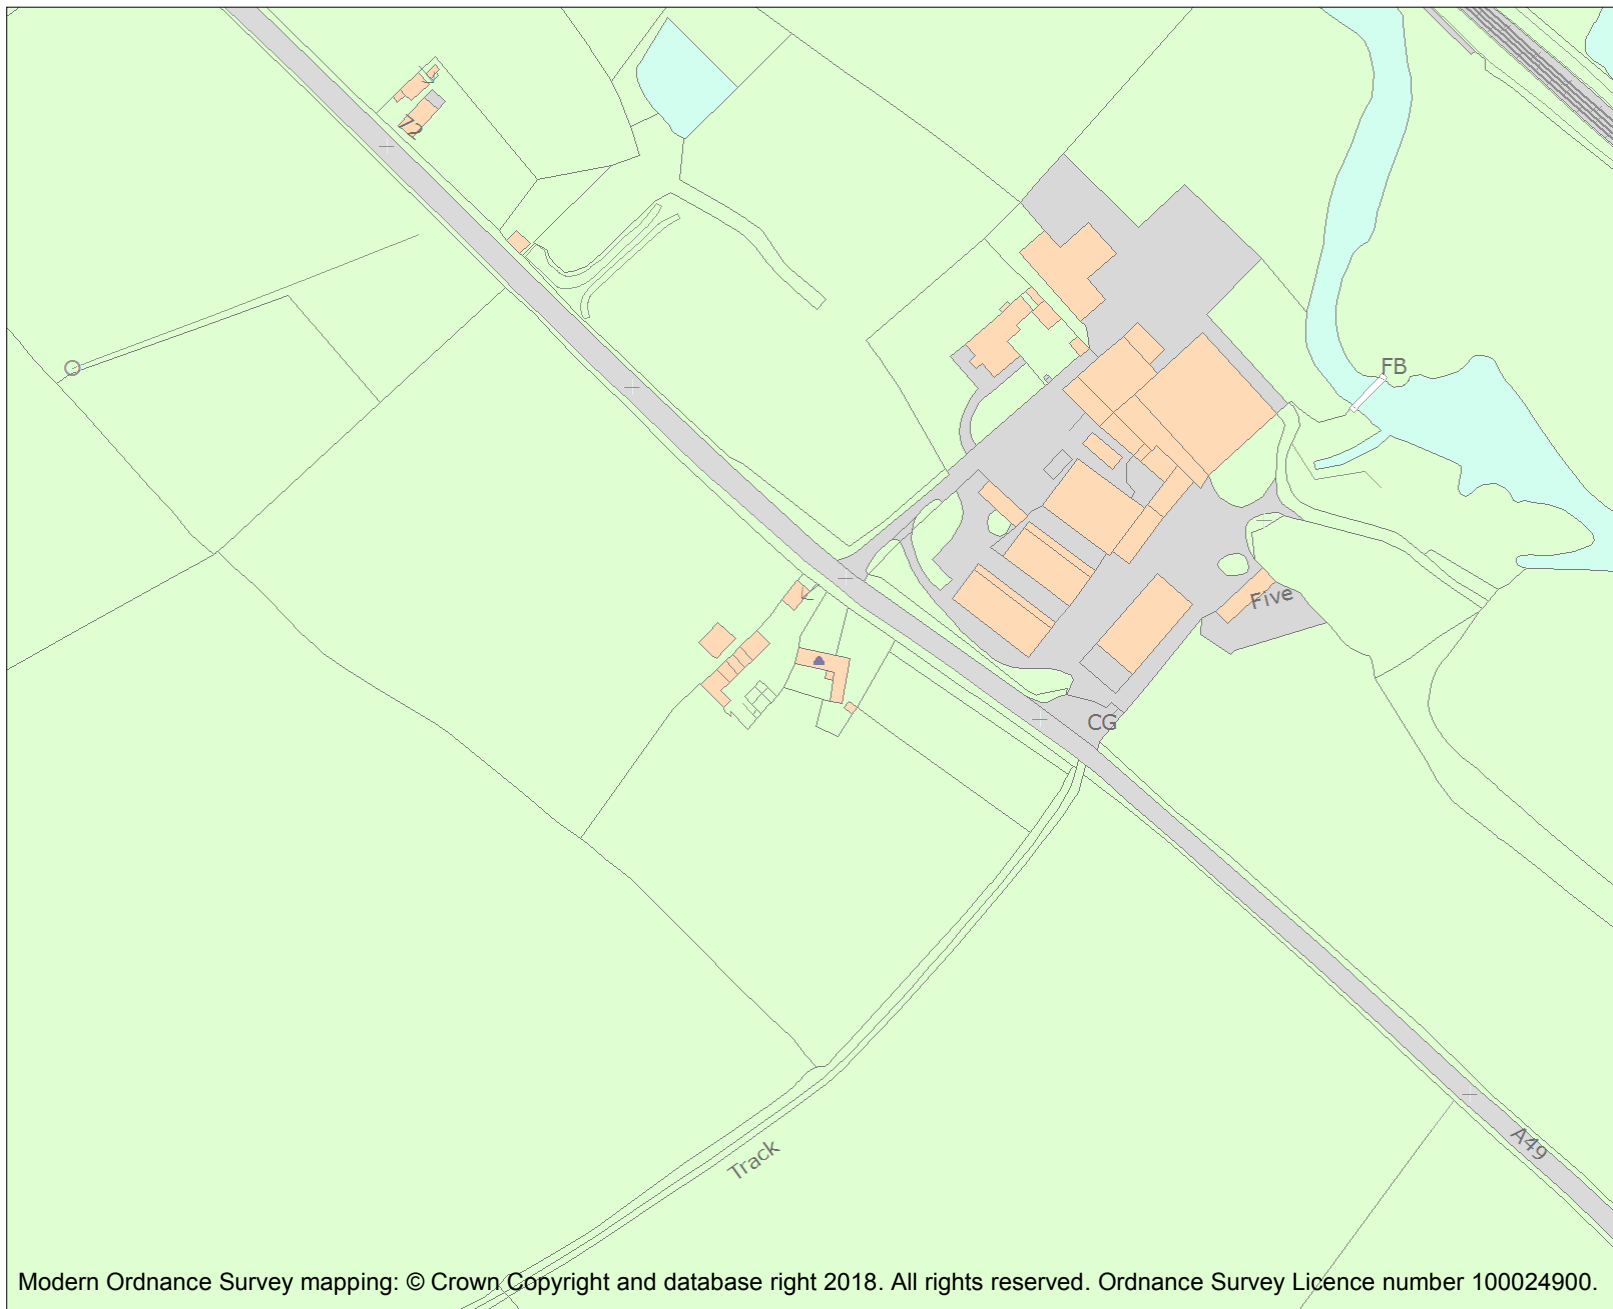 72
FB
Five
CG
A49
Track
Modern Ordnance Survey mapping: © Crown Copyright and database right 2018. All rights reserved. Ordnance Survey Licence number 100024900.